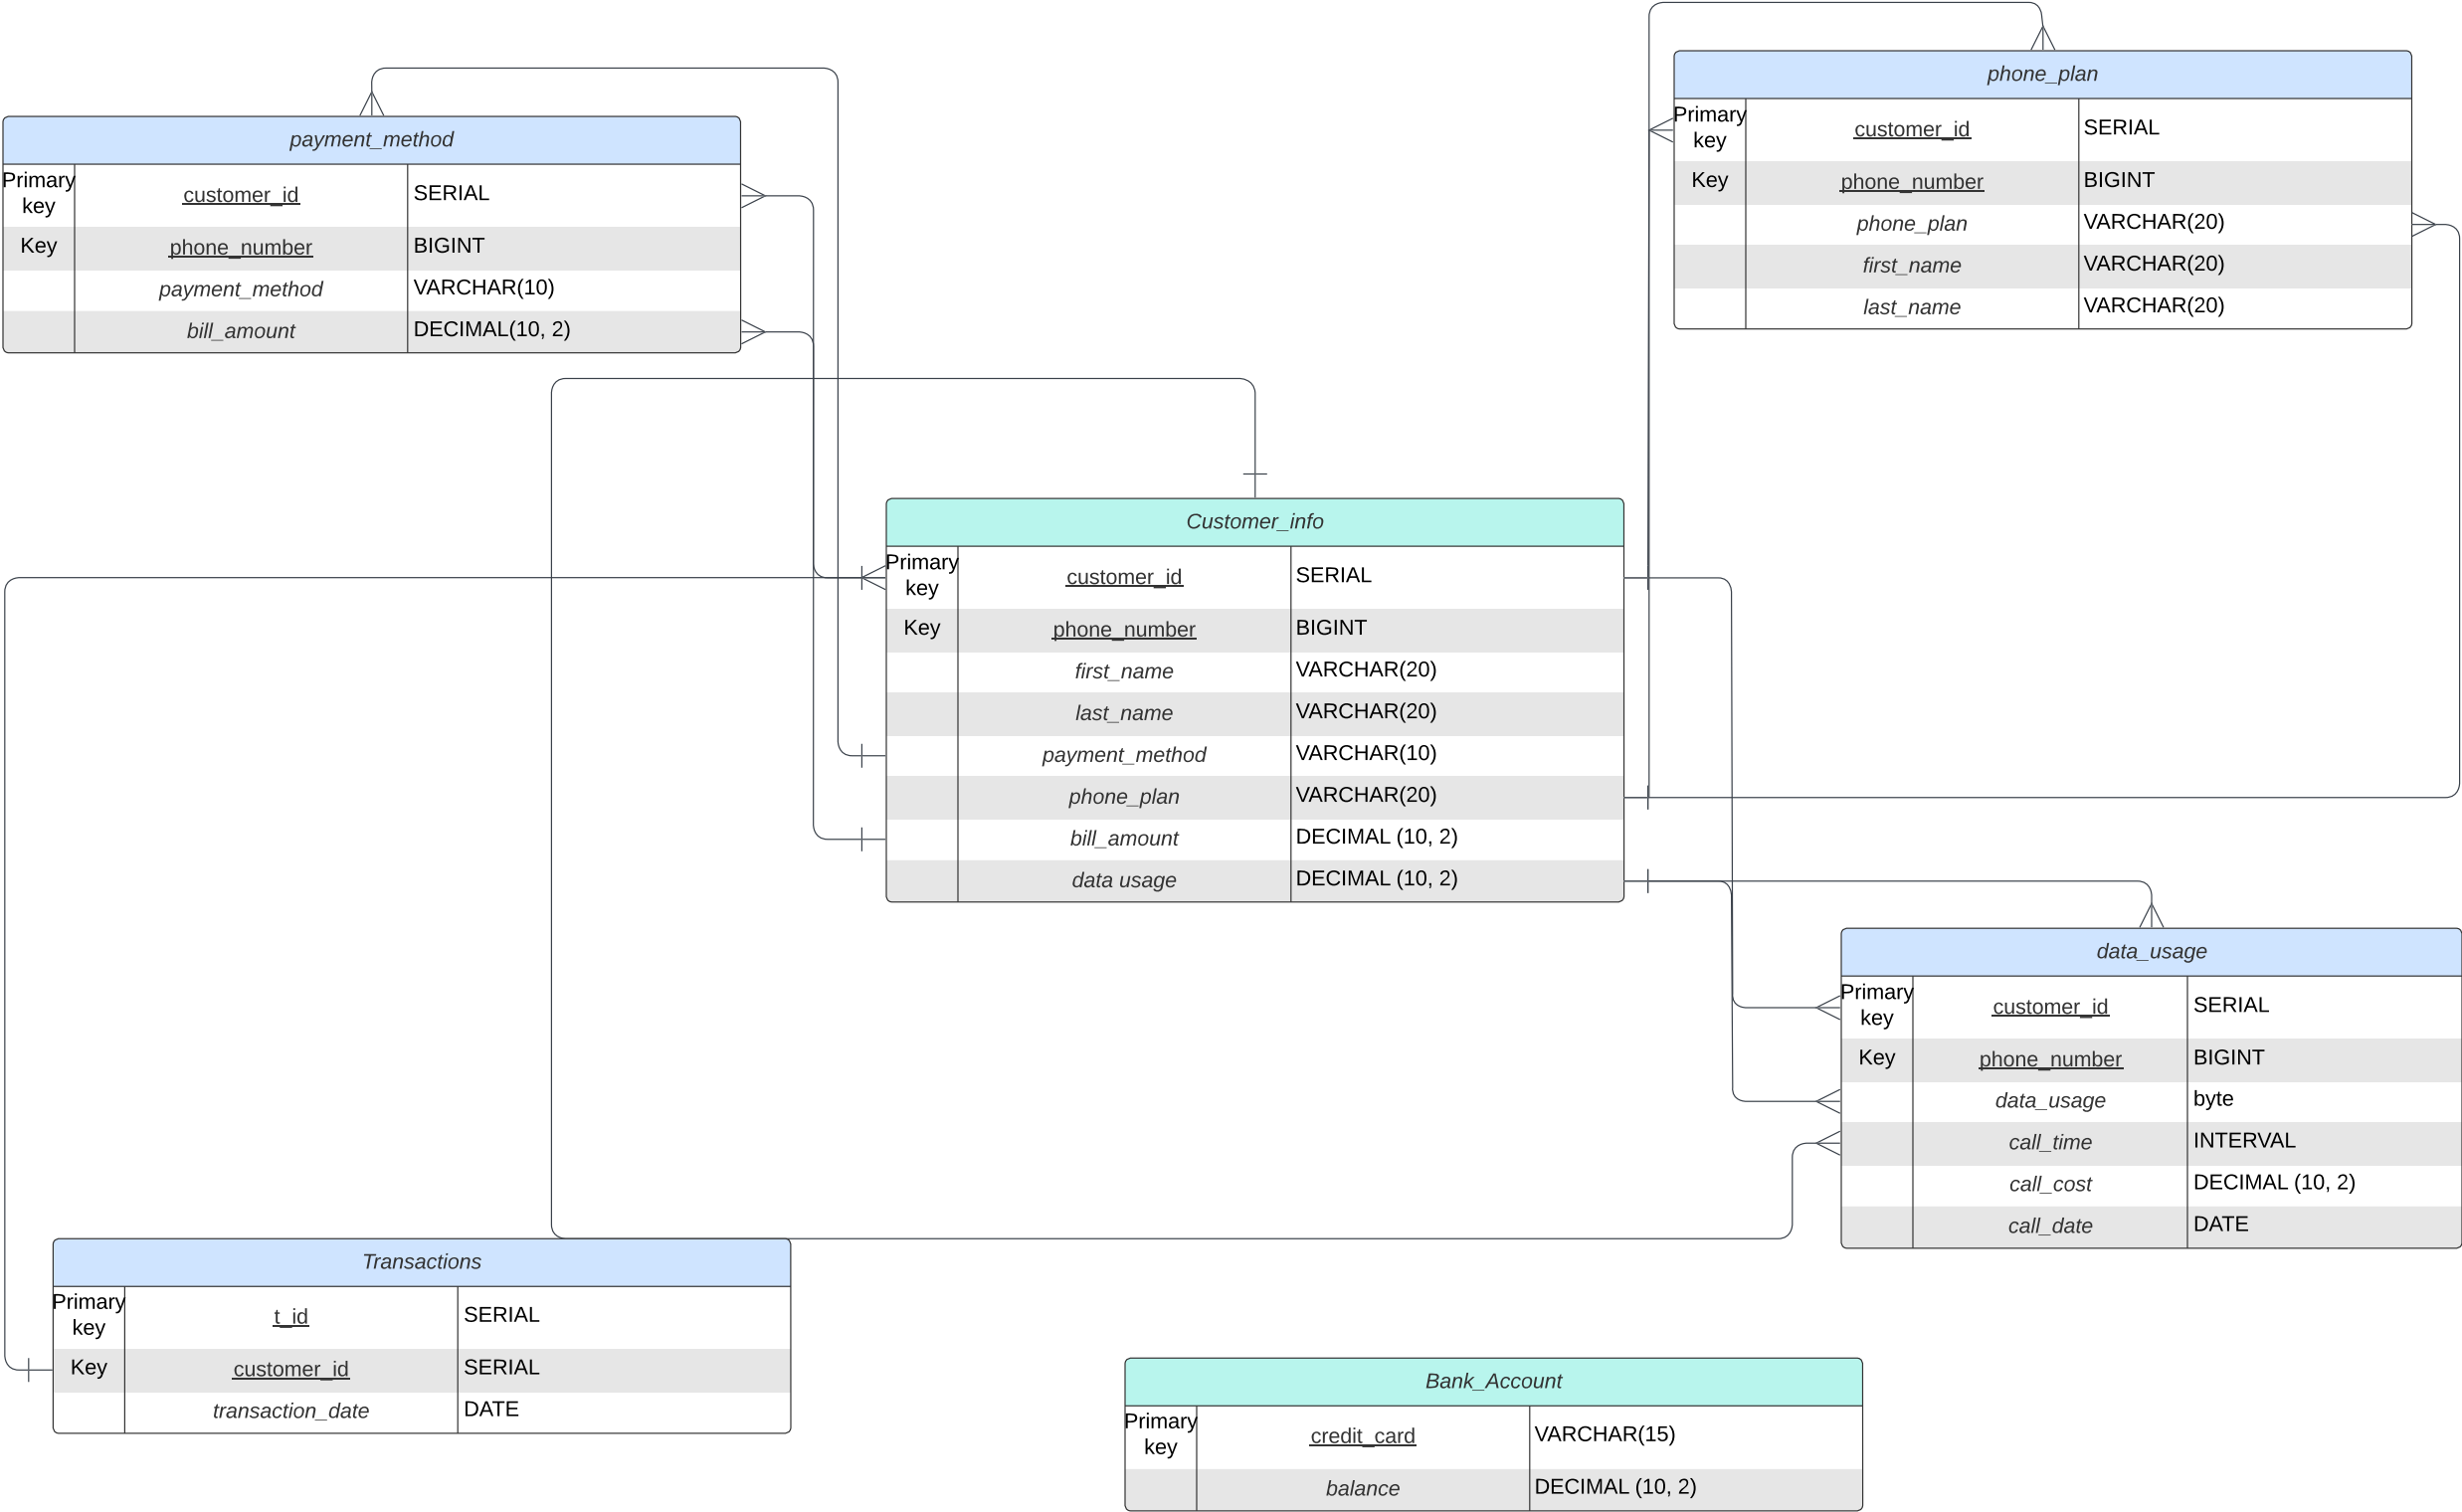 phone_plan
Primary
key
customer_id
SERIAL
Key
phone_number
BIGINT
phone_plan
VARCHAR(20)
first_name
VARCHAR(20)
last_name
VARCHAR(20)
payment_method
Primary
key
customer_id
SERIAL
Key
phone_number
BIGINT
payment_method
VARCHAR(10)
bill_amount
DECIMAL(10, 2)
Customer_info
Primary
key
customer_id
SERIAL
Key
phone_number
BIGINT
first_name
VARCHAR(20)
last_name
VARCHAR(20)
payment_method
VARCHAR(10)
phone_plan
VARCHAR(20)
bill_amount
DECIMAL (10, 2)
data usage
DECIMAL (10, 2)
data_usage
Primary
key
customer_id
SERIAL
Key
phone_number
BIGINT
data_usage
byte
call_time
INTERVAL
call_cost
DECIMAL (10, 2)
call_date
DATE
Transactions
Primary
key
t_id
SERIAL
Key
customer_id
SERIAL
transaction_date
DATE
Bank_Account
Primary
key
credit_card
VARCHAR(15)
balance
DECIMAL (10, 2)